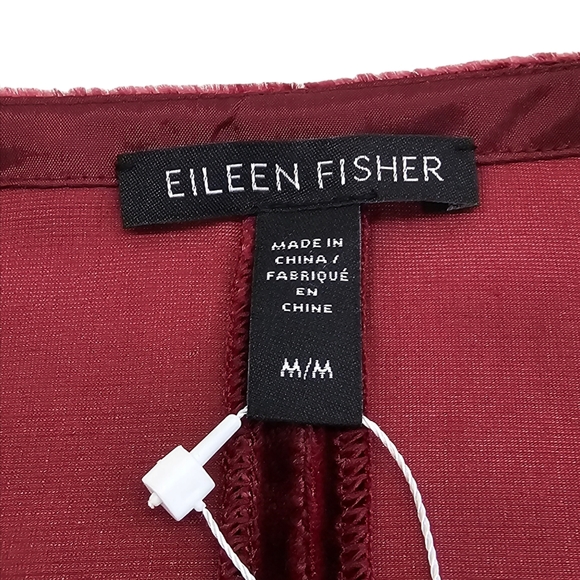 EILEEN FISHER
MADE IN
CHINA /
FABRIQUÉ
EN
CHINE
M/M